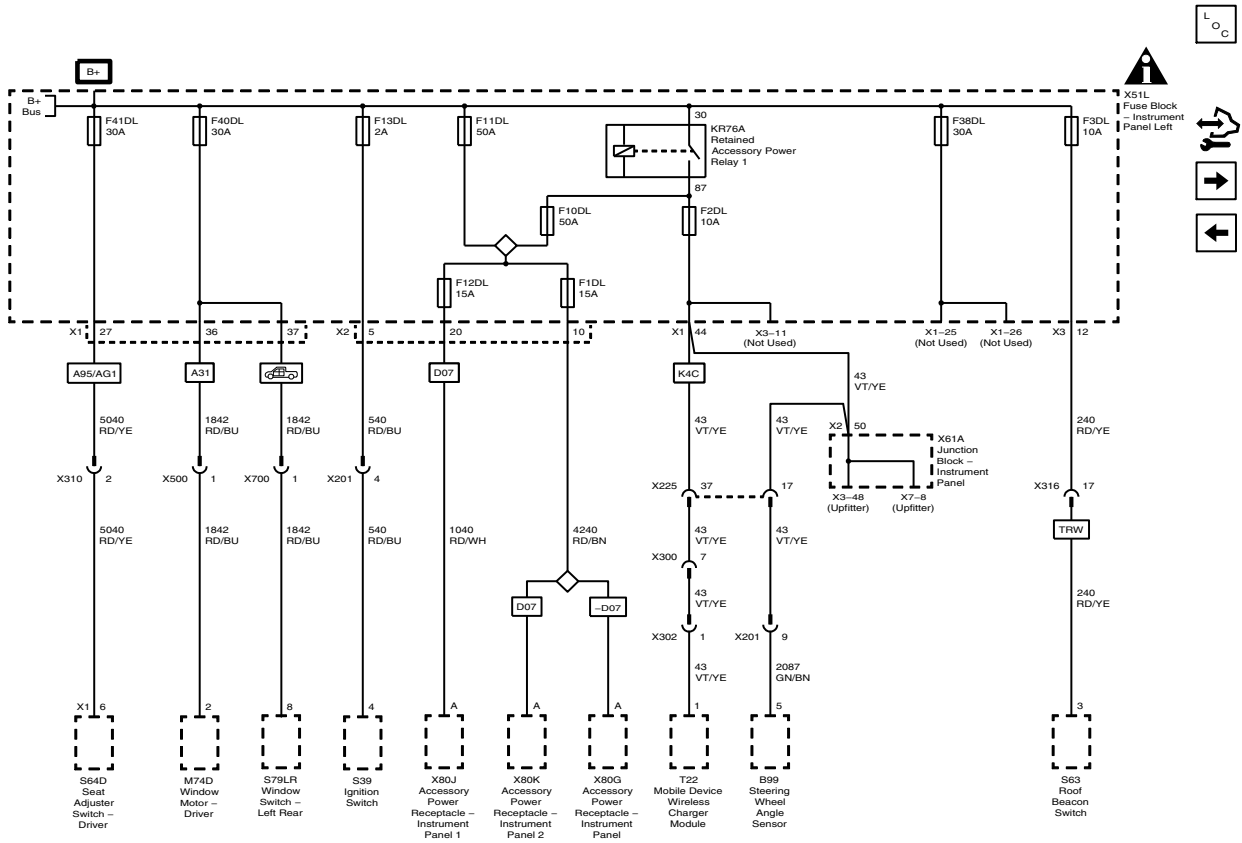 L
O
C
B+
B+
Bus
X51L
Fuse Block
– Instrument
Panel Left
F41DL
30A
F40DL
30A
F13DL
2A
F11DL
50A
30
KR76A
Retained
Accessory Power
Relay 1
87
F38DL
30A
F3DL
10A
F10DL
50A
F2DL
10A
F12DL
15A
F1DL
15A
X1 27
36
37
X2 5
20
10
X1 44
X3–11
(Not Used)
X1–25
(Not Used)
X1–26
(Not Used)
X3 12
A95/AG1
A31
D07
K4C
43
VT/YE
5040
RD/YE
1842
RD/BU
1842
RD/BU
540
RD/BU
43
VT/YE
43
VT/YE
X2 50
X61A
Junction
Block –
Instrument
Panel
240
RD/YE
X310 2
X500 1
X700 1
X201 4
X225 37
17
X3–48
(Upfitter)
X7–8
(Upfitter)
X316 17
5040
RD/YE
1842
RD/BU
1842
RD/BU
540
RD/BU
1040
RD/WH
4240
RD/BN
43
VT/YE
43
VT/YE
TRW
X300 7
D07
–D07
43
VT/YE
240
RD/YE
X302 1
X201 9
43
VT/YE
2087
GN/BN
X1 6
2
8
4
A
A
A
1
5
3
S64D
Seat
Adjuster
Switch –
Driver
M74D
Window
Motor –
Driver
S79LR
Window
Switch –
Left Rear
S39
Ignition
Switch
X80J
Accessory
Power
Receptacle –
Instrument
Panel 1
X80K
Accessory
Power
Receptacle –
Instrument
Panel 2
X80G
Accessory
Power
Receptacle –
Instrument
Panel
T22
Mobile Device
Wireless
Charger
Module
B99
Steering
Wheel
Angle
Sensor
S63
Roof
Beacon
Switch